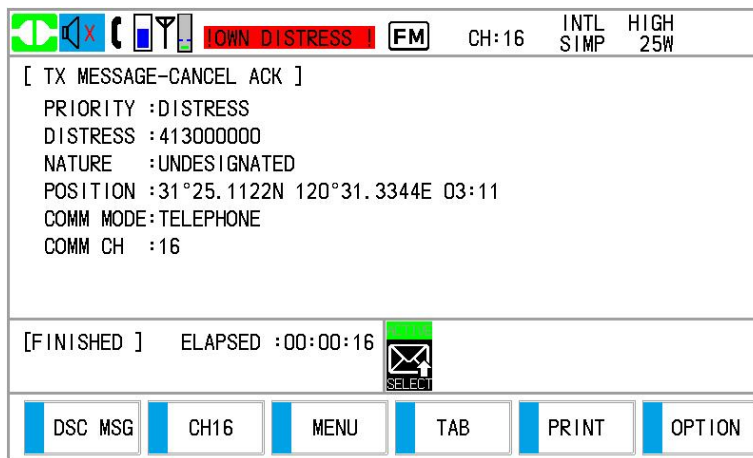 !OWN DISTRESS ! FM CH:16 INTL SIMP HIGH 25W
[ TX MESSAGE-CANCEL ACK ]
PRIORITY :DISTRESS
DISTRESS :413000000
NATURE :UNDESIGNATED
POSITION :31°25.1122N 120°31.3344E 03:11
COMM MODE:TELEPHONE
COMM CH :16
[FINISHED ] ELAPSED :00:00:16
SELECT
DSC MSG CH16 MENU TAB PRINT OPTION